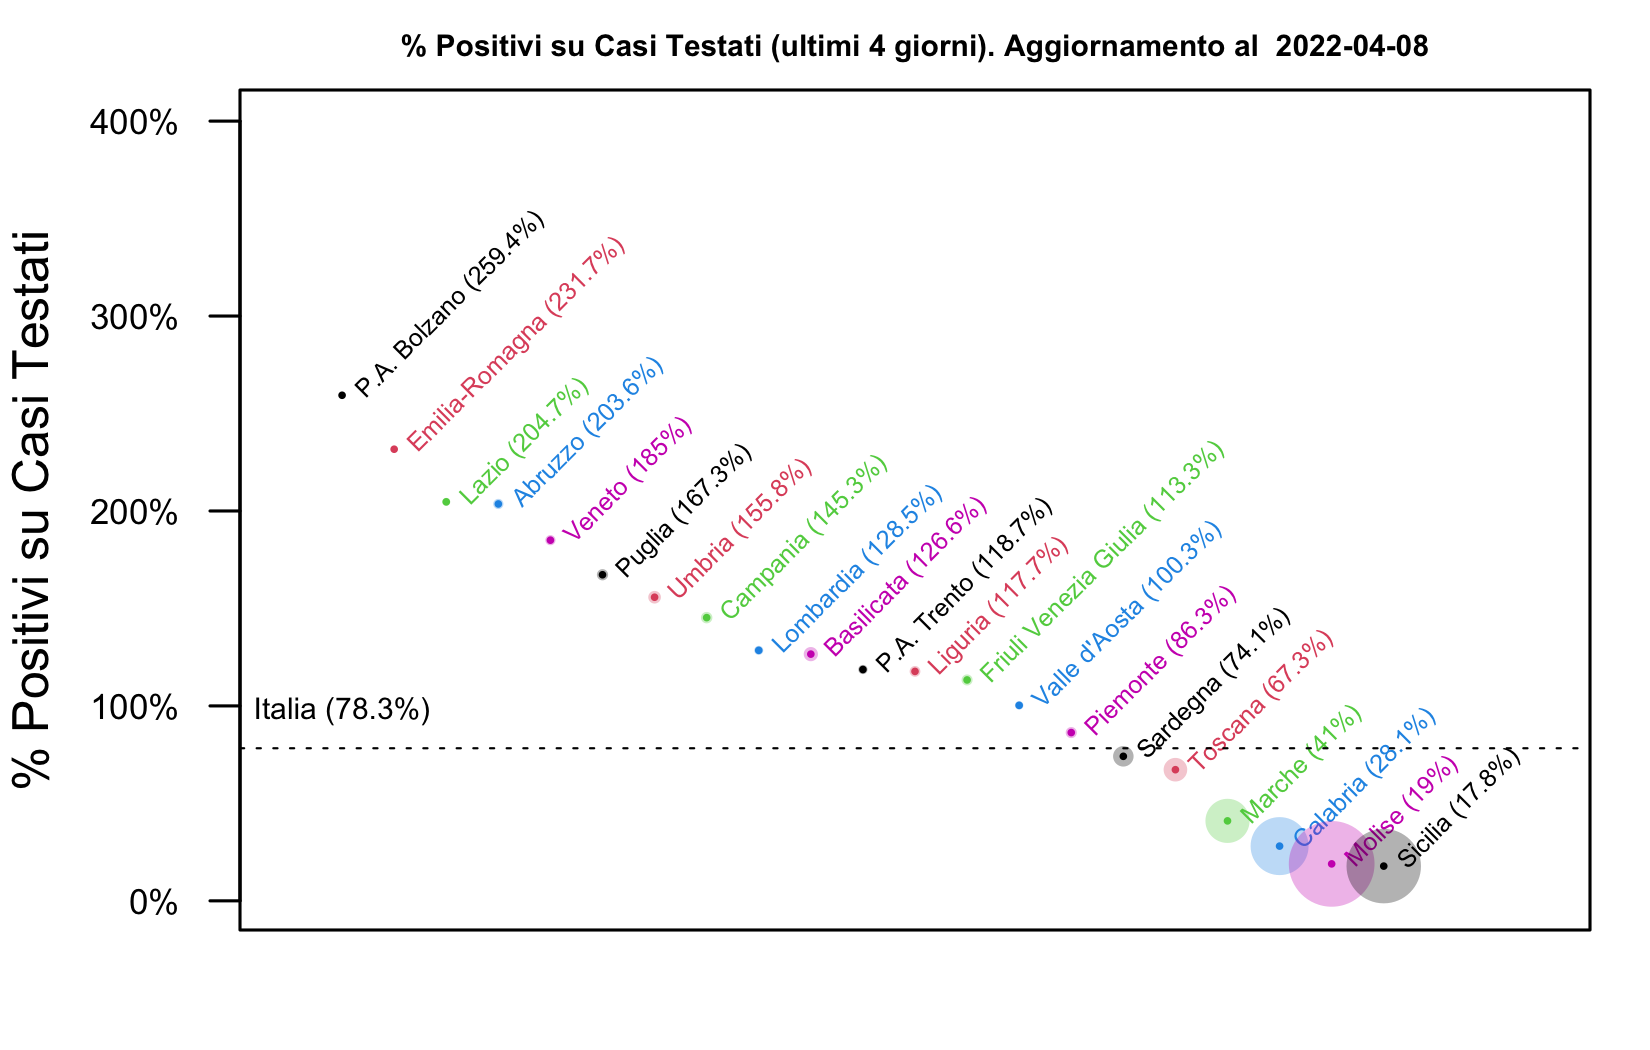 % Positivi su Casi Testati (ultimi 4 giorni). Aggiornamento al  2022-04-08
% Positivi su Casi Testati
400%
300%
200%
100%
0%
Italia (78.3%)
P.A. Bolzano (259.4%)
Emilia-Romagna (231.7%)
Lazio (204.7%)
Abruzzo (203.6%)
Veneto (185%)
Puglia (167.3%)
Umbria (155.8%)
Campania (145.3%)
Lombardia (128.5%)
Basilicata (126.6%)
P.A. Trento (118.7%)
Liguria (117.7%)
Friuli Venezia Giulia (113.3%)
Valle d'Aosta (100.3%)
Piemonte (86.3%)
Sardegna (74.1%)
Toscana (67.3%)
Marche (41%)
Calabria (28.1%)
Molise (19%)
Sicilia (17.8%)